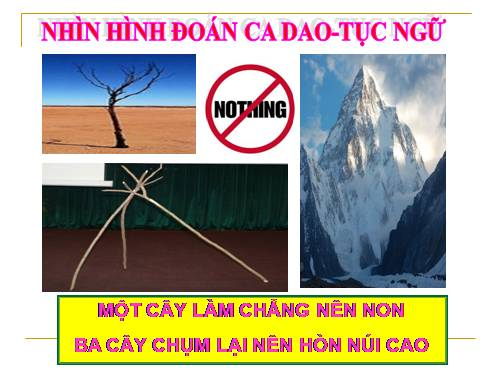 NHÌN HÌNH ĐOÁN CA DAO-TỤC NGỮ
NOTHING
MỘT CÂY LÀM CHẲNG NÊN NON
BA CÂY CHỤM LẠI NÊN HÒN NÚI CAO